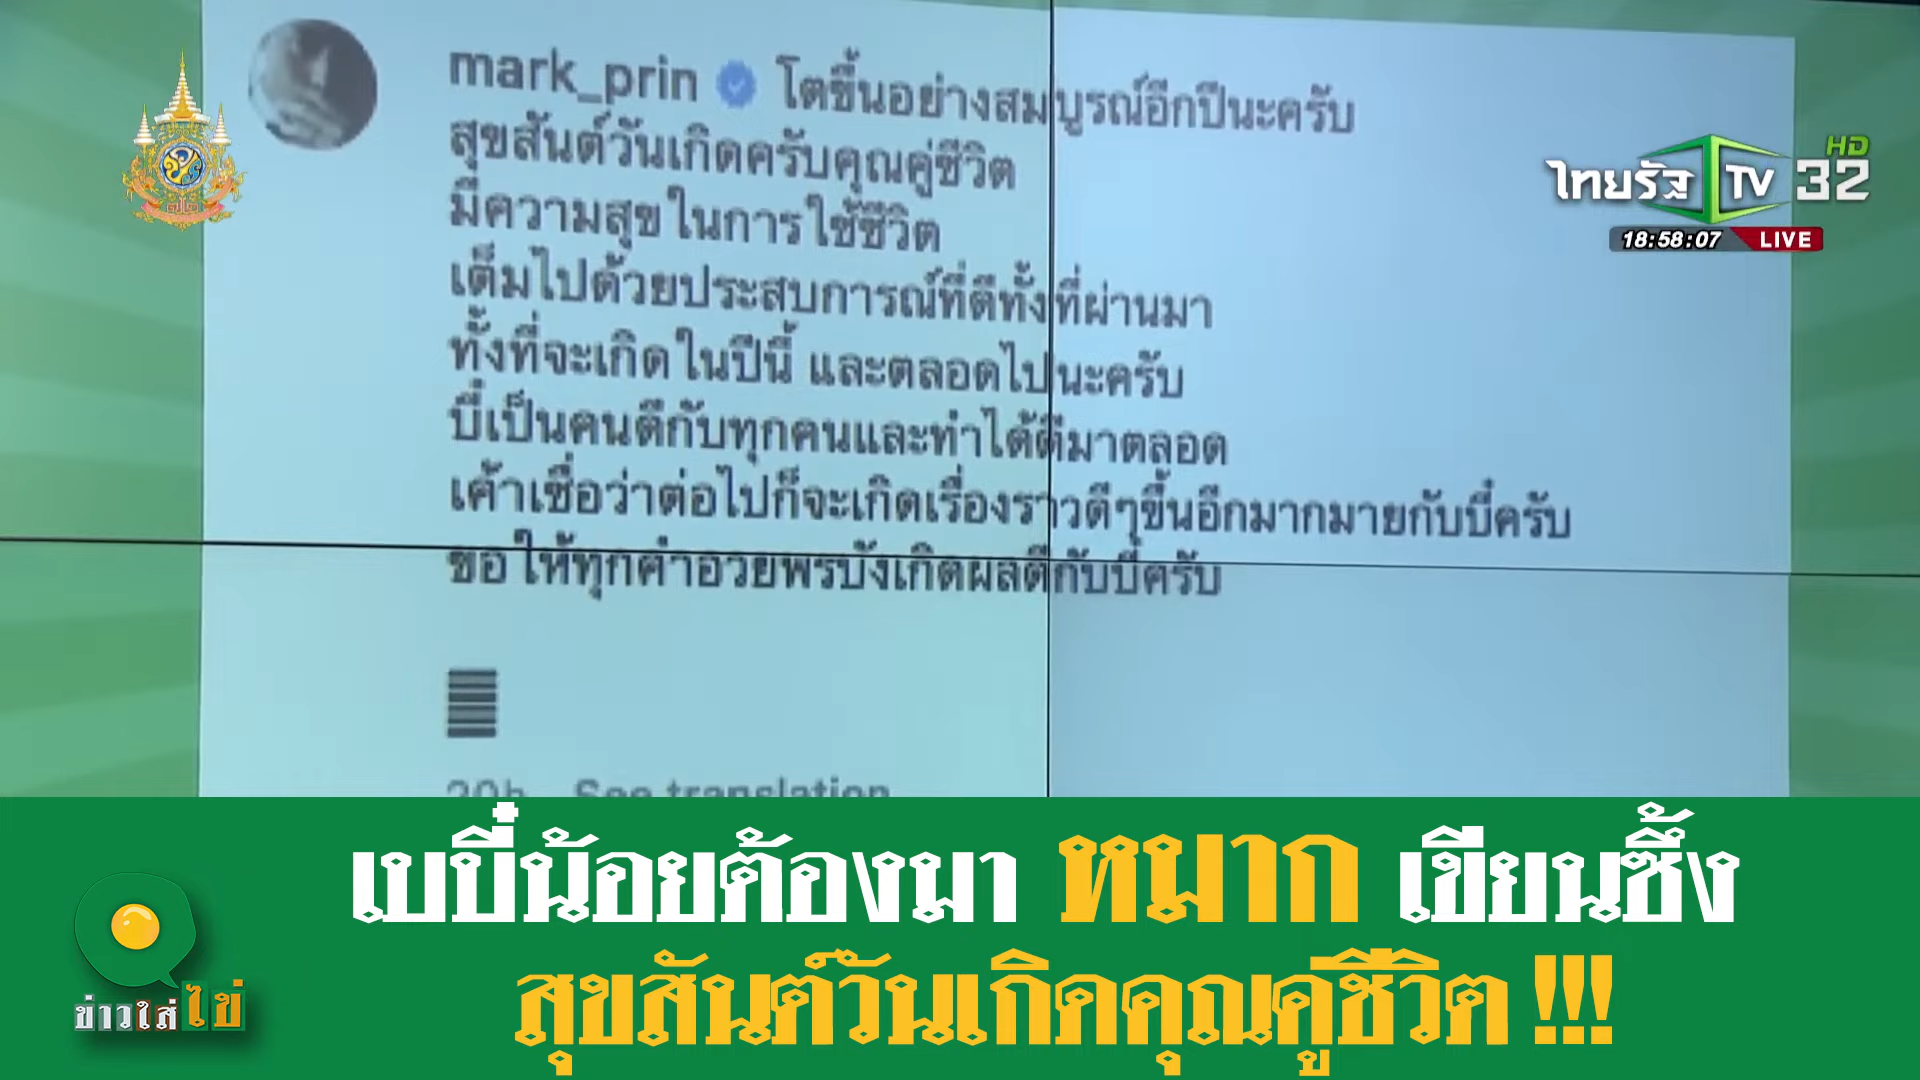 mark_prin โตขึ้นอย่างสมบูรณ์อีกปีนะครับ
สุขสันต์วันเกิดครับคุณคู่ชีวิต
มีความสุขในการใช้ชีวิต
เต็มไปด้วยประสบการณ์ที่ดีทั้งที่ผ่านมา
ทั้งที่จะเกิดในปีนี้ และตลอดไปนะครับ
บี๋เป็นคนดีกับทุกคนและทำได้ดีมาตลอด
เค้าเชื่อว่าต่อไปก็จะเกิดเรื่องราวดีๆขึ้นอีกมากมายกับบี๋ครับ
ขอให้ทุกคำอวยพรบังเกิดผลดีกับบี๋ครับ
See translation
ไทยรัฐ TV 32 HD
18:58:07 LIVE
เบบี๋น้อยต้องมา หมาก เขียนซึ้ง
สุขสันต์วันเกิดคุณคู่ชีวิต !!!
ข่าวใส่ไข่